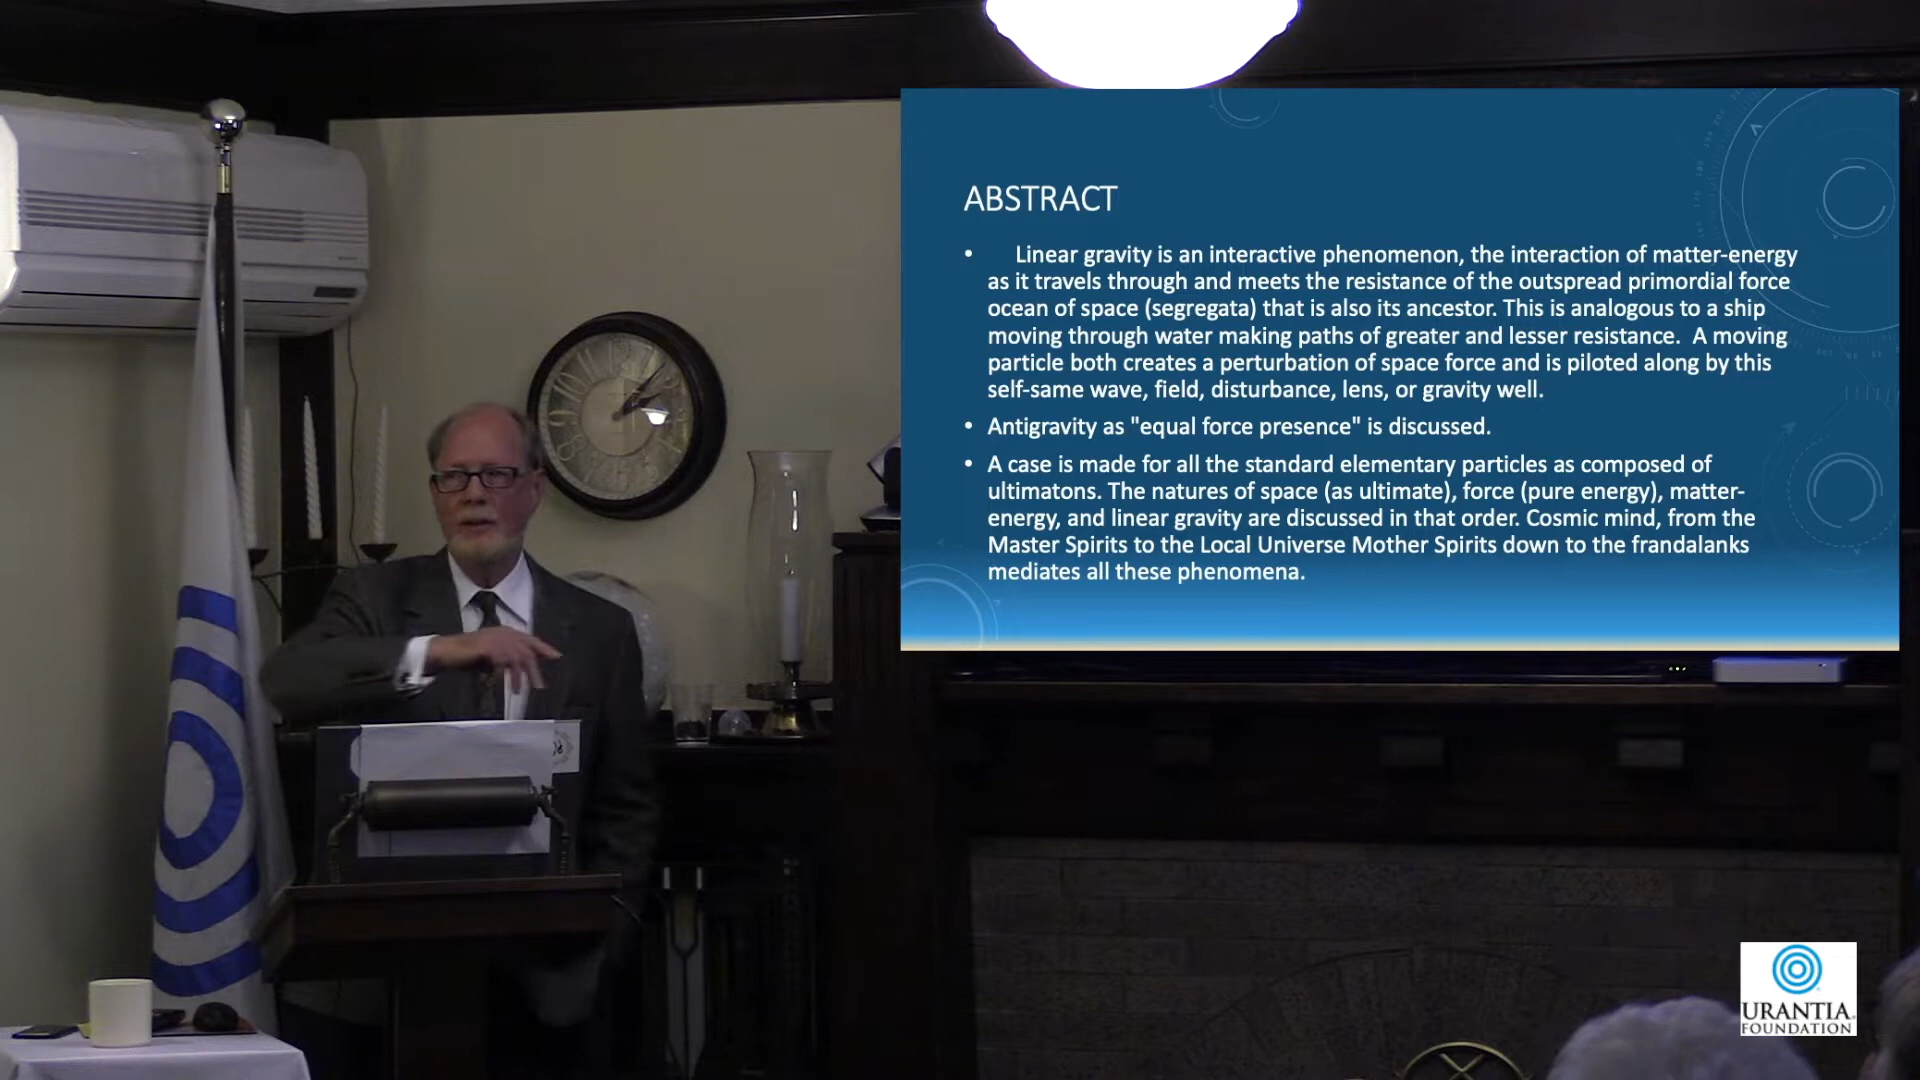 ABSTRACT
• Linear gravity is an interactive phenomenon, the interaction of matter-energy
as it travels through and meets the resistance of the outspread primordial force
ocean of space (segregata) that is also its ancestor. This is analogous to a ship
moving through water making paths of greater and lesser resistance. A moving
particle both creates a perturbation of space force and is piloted along by this
self-same wave, field, disturbance, lens, or gravity well.
• Antigravity as "equal force presence" is discussed.
• A case is made for all the standard elementary particles as composed of
ultimatons. The natures of space (as ultimate), force (pure energy), matter-
energy, and linear gravity are discussed in that order. Cosmic mind, from the
Master Spirits to the Local Universe Mother Spirits down to the frandalanks
mediates all these phenomena.
URANTIA
FOUNDATION